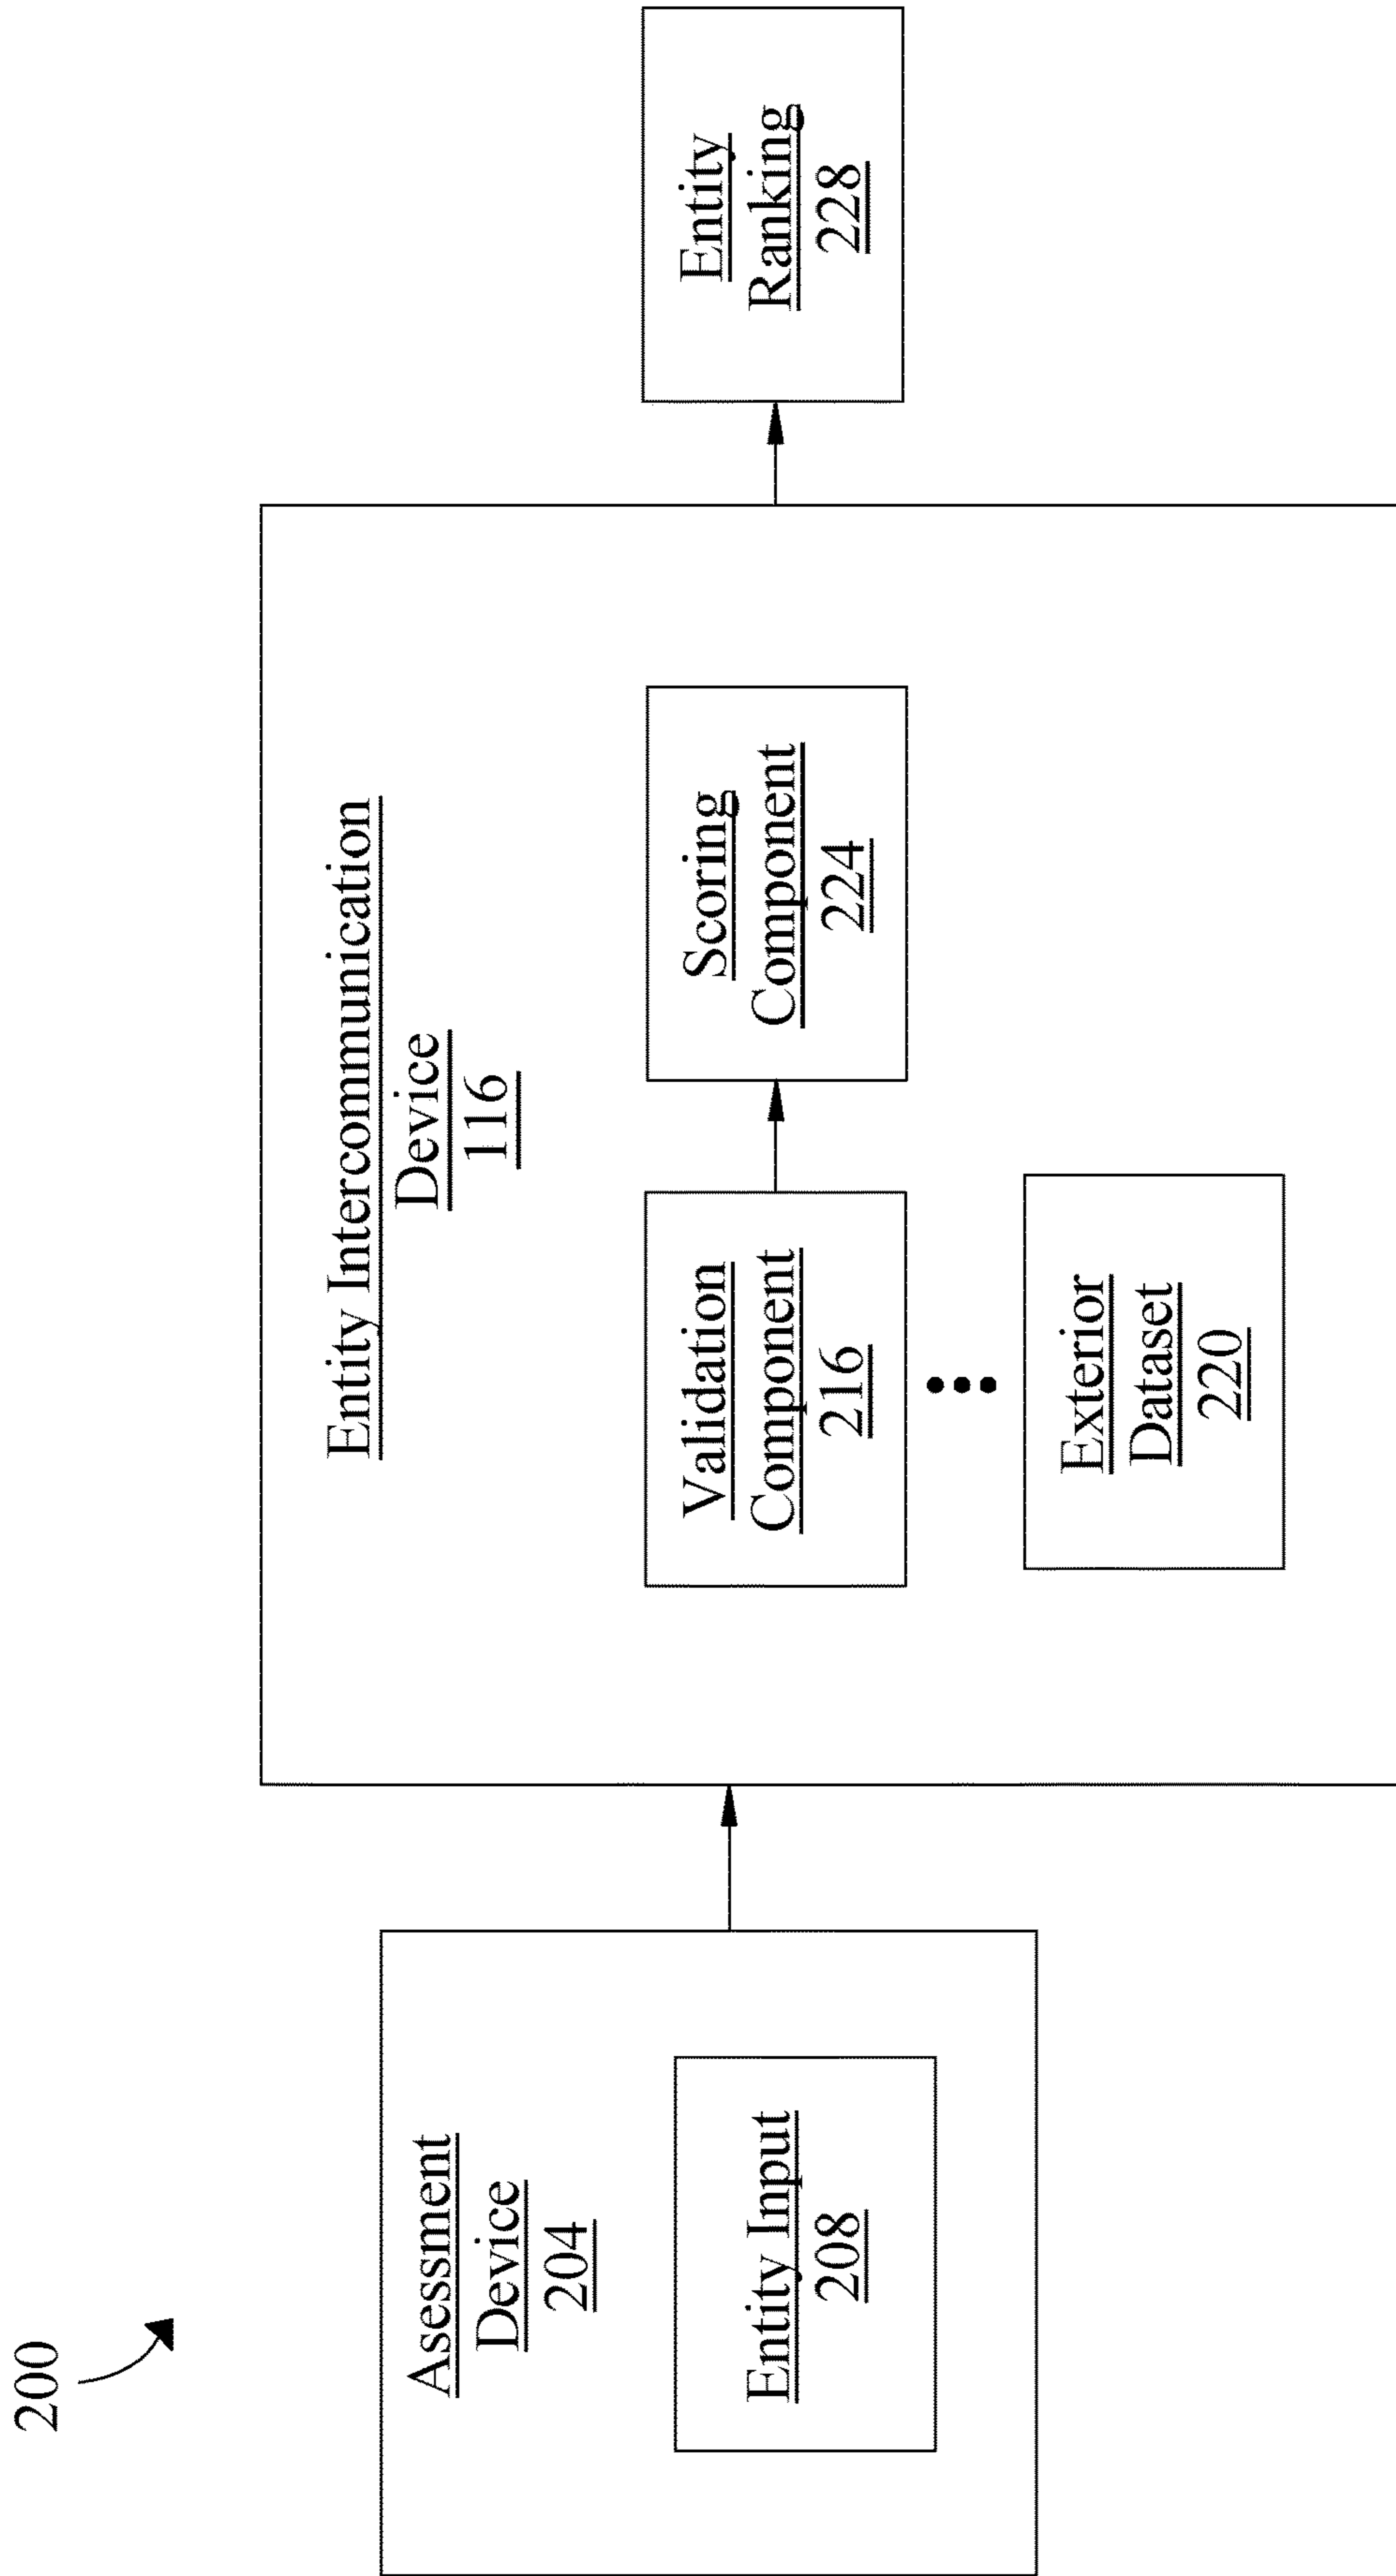 200
Asessment
Device
204
Entity Input
208
Entity Intercommunication
Device
116
Validation
Component
216
Exterior
Dataset
220
Scoring
Component
224
Entity
Ranking
228